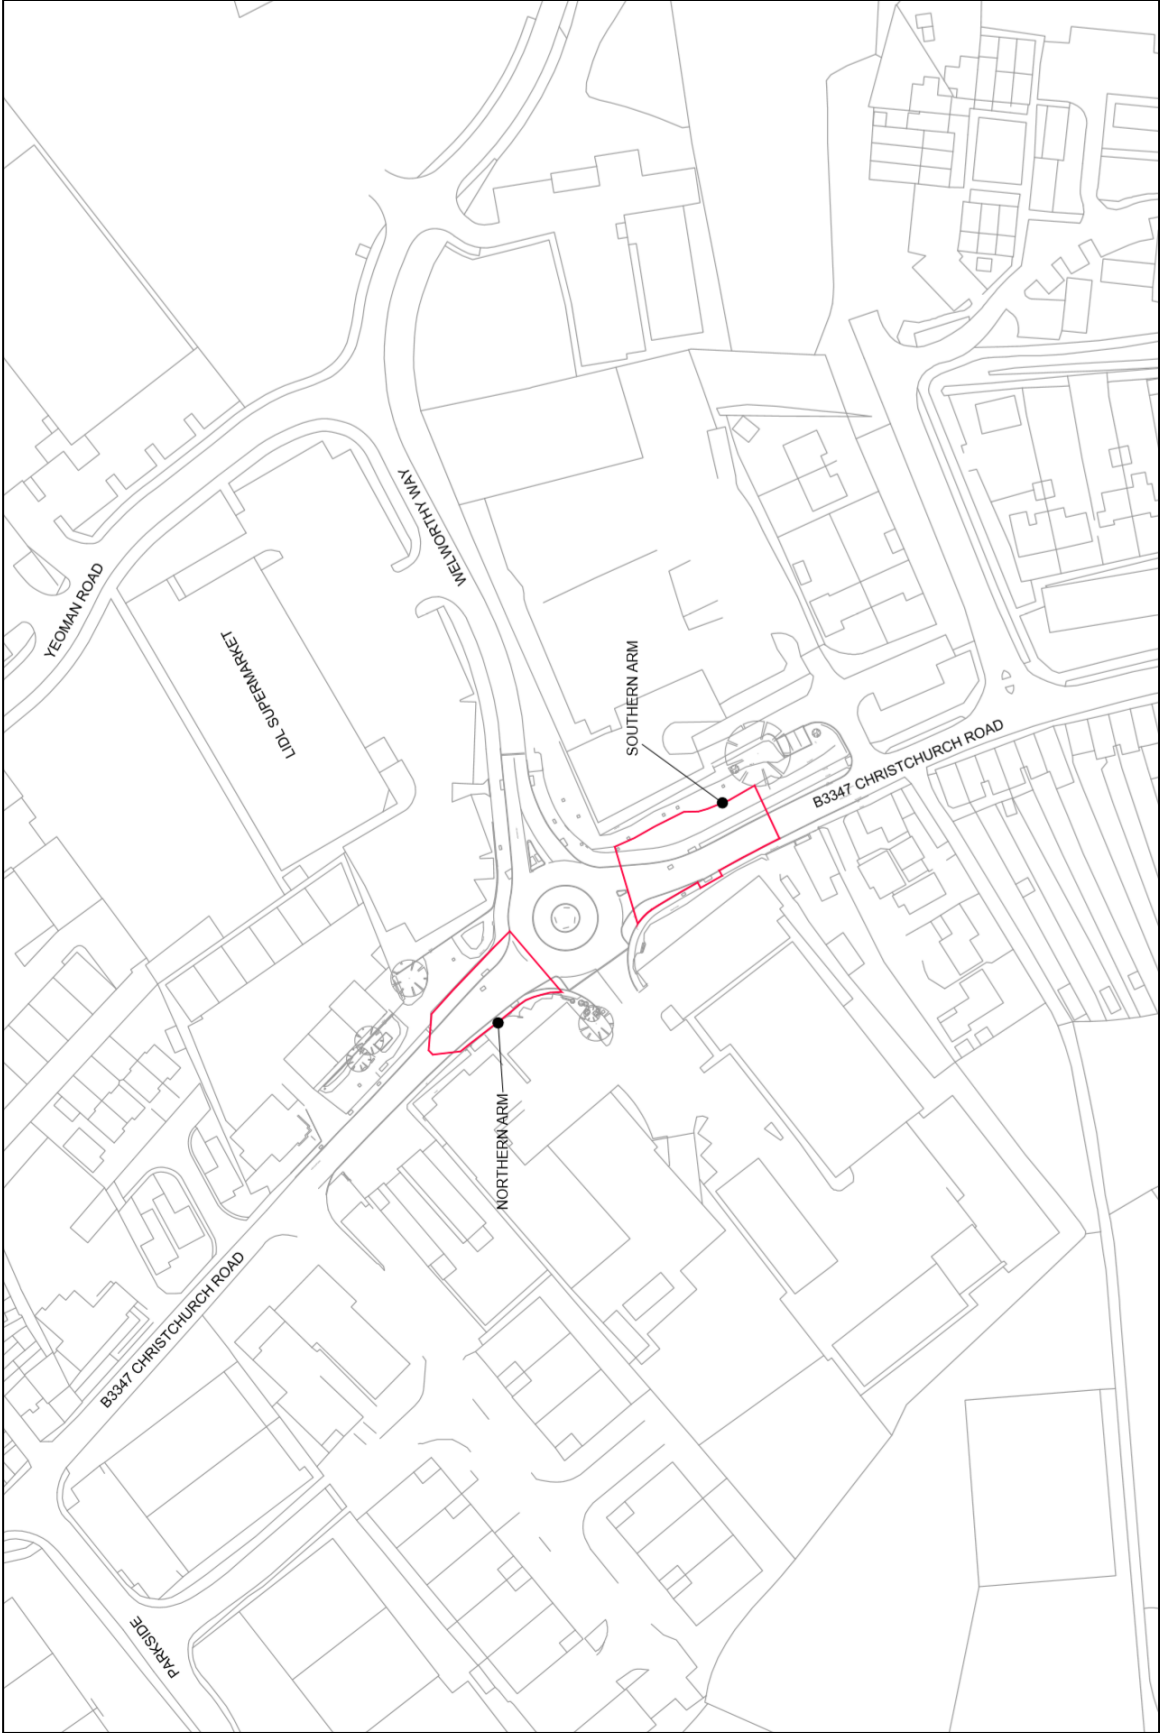 YEOMAN ROAD
WELWORTHY WAY
LIDL SUPERMARKET
SOUTHERN ARM
B3347 CHRISTCHURCH ROAD
NORTHERN ARM
B3347 CHRISTCHURCH ROAD
PARKSIDE